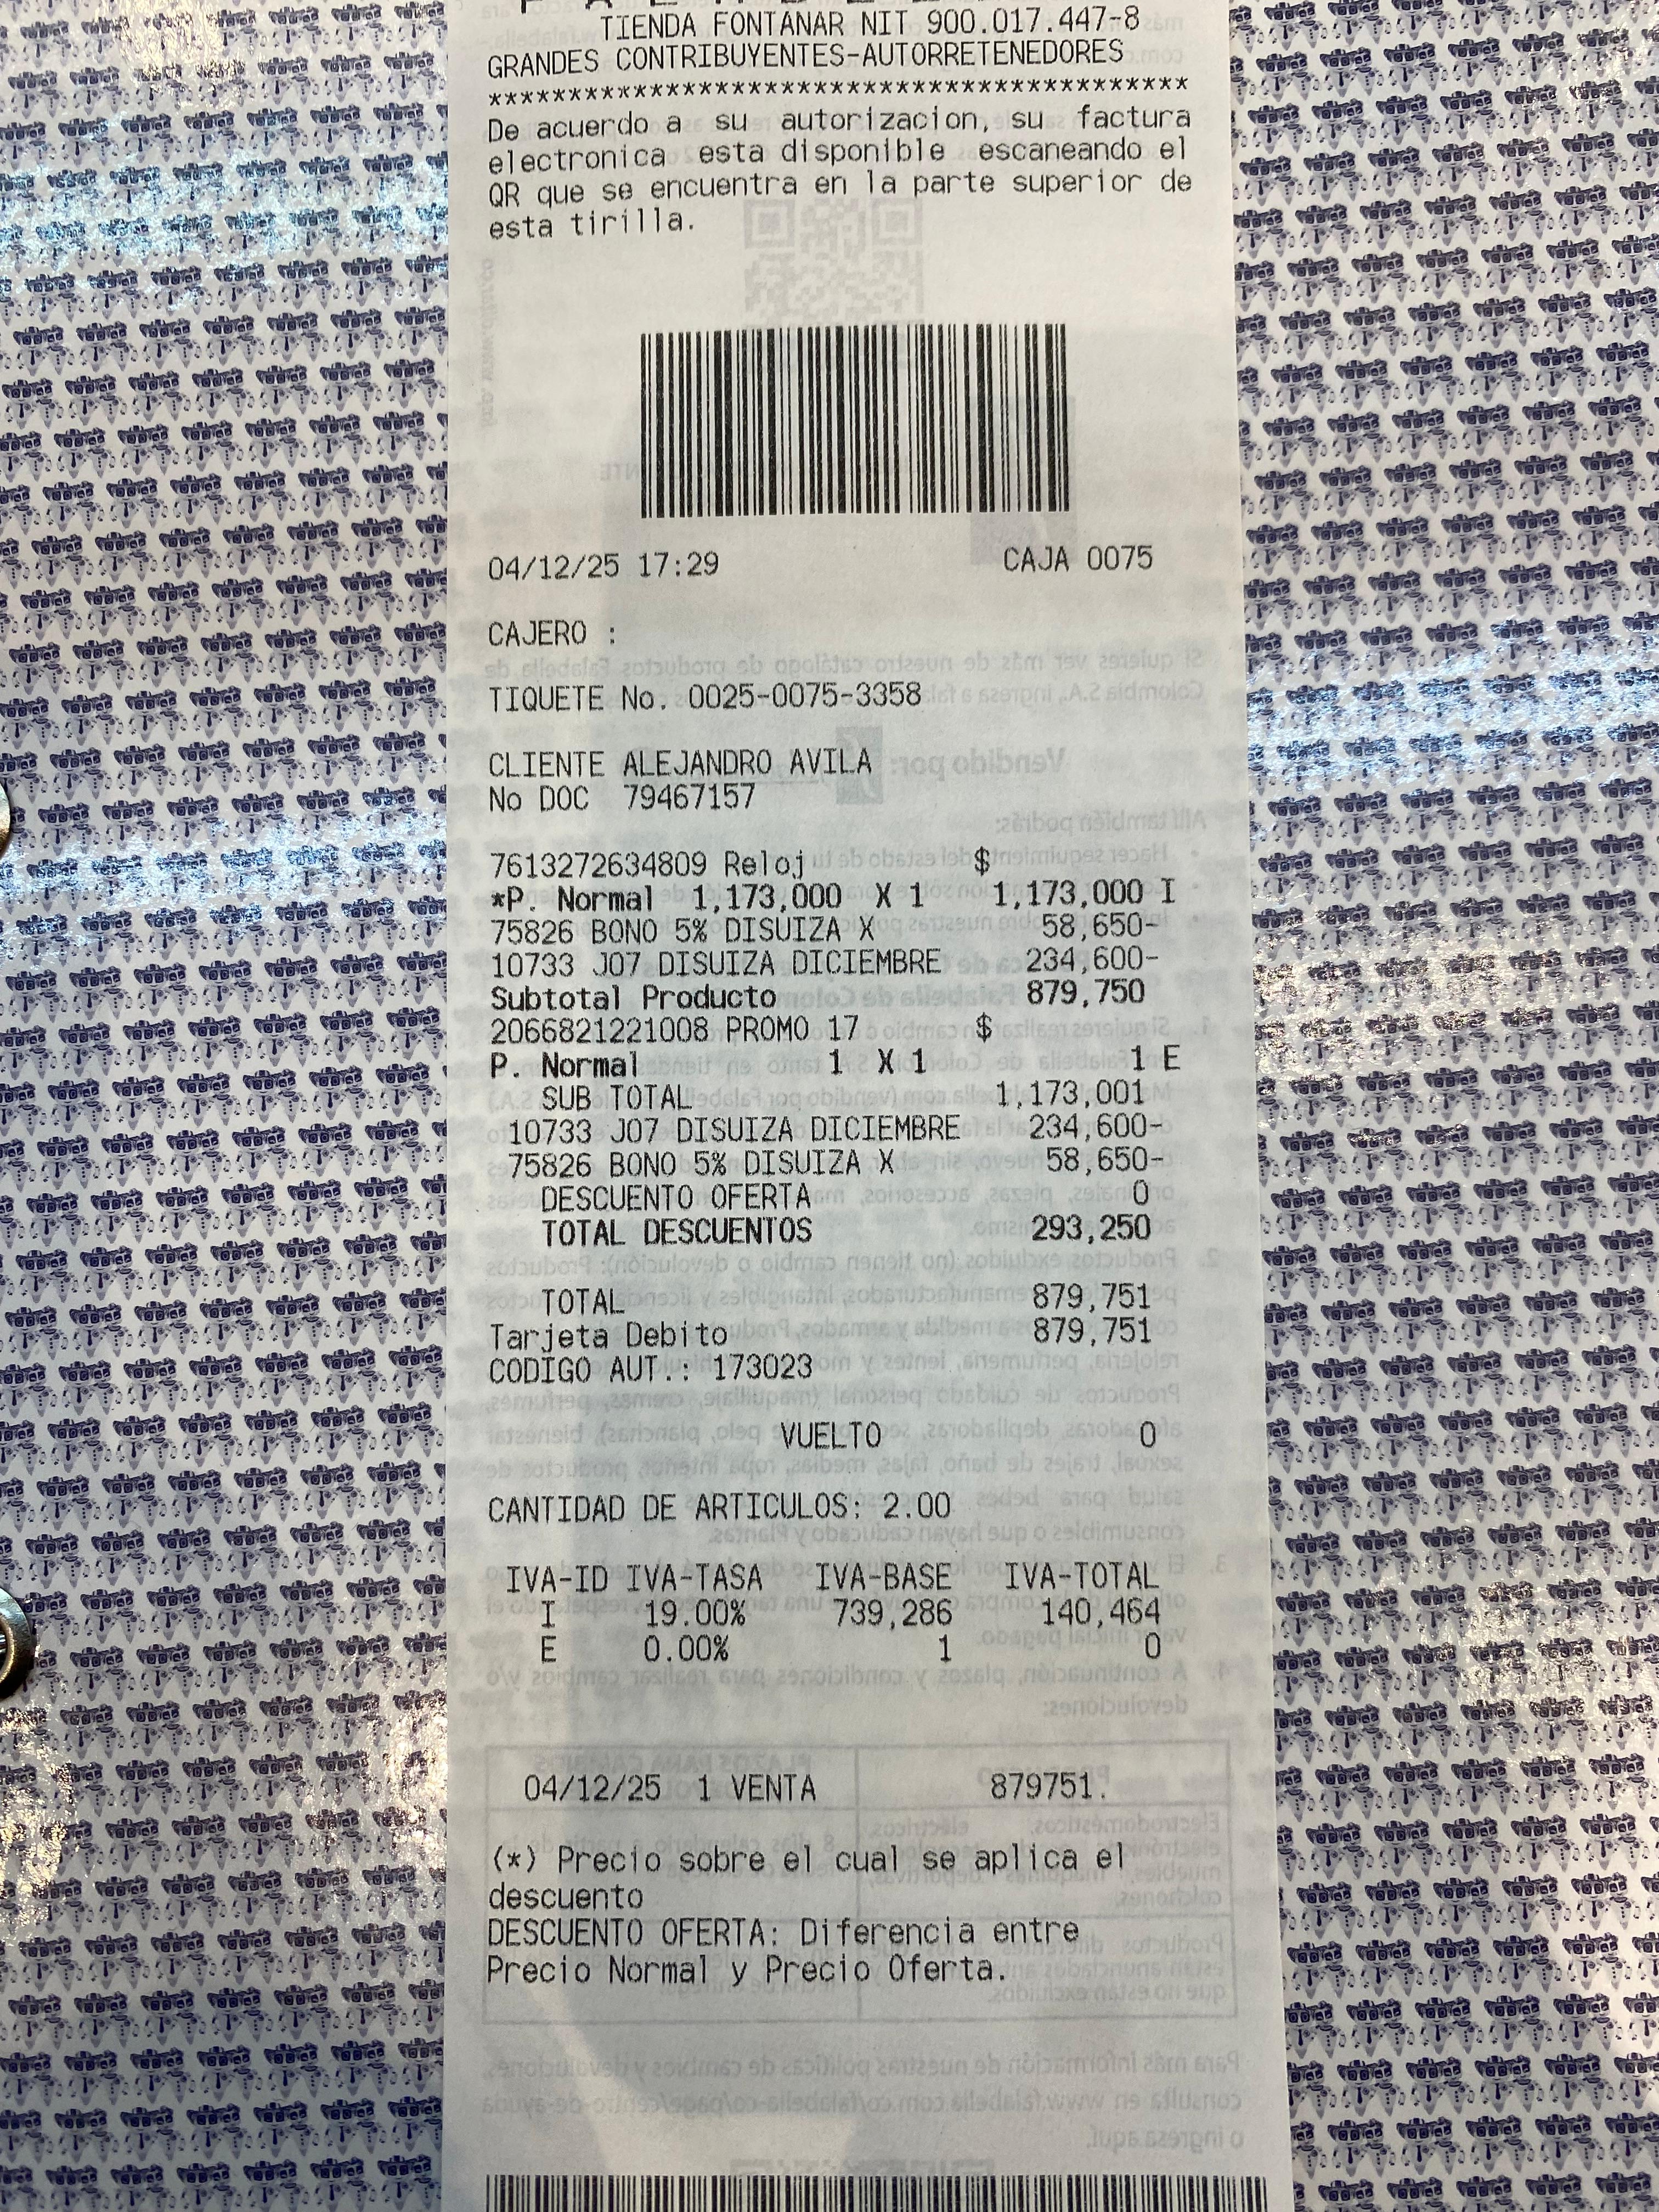 TIENDA FONTANAR NIT 900.017.447-8
GRANDES CONTRIBUYENTES-AUTORRETENEDORES
********************************************
De acuerdo a su autorizacion, su factura
electronica esta disponible escaneando el
QR que se encuentra en la parte superior de
esta tirilla.
04/12/25 17:29 CAJA 0075
CAJERO :
TIQUETE No. 0025-0075-3358
CLIENTE ALEJANDRO AVILA
No DOC 79467157
7613272634809 Reloj $
*P. Normal 1,173,000 X 1 1,173,000 I
75826 BONO 5% DISUIZA X 58,650-
10733 J07 DISUIZA DICIEMBRE 234,600-
Subtotal Producto 879,750
2066821221008 PROMO 17 $
P. Normal 1 X 1 1 E
SUB TOTAL 1,173,001
10733 J07 DISUIZA DICIEMBRE 234,600-
75826 BONO 5% DISUIZA X 58,650-
DESCUENTO OFERTA 0
TOTAL DESCUENTOS 293,250
TOTAL 879,751
Tarjeta Debito 879,751
CODIGO AUT.: 173023
VUELTO 0
CANTIDAD DE ARTICULOS: 2.00
IVA-ID IVA-TASA IVA-BASE IVA-TOTAL
I 19.00% 739,286 140,464
E 0.00% 1 0
04/12/25 1 VENTA 879751.
(*) Precio sobre el cual se aplica el
descuento
DESCUENTO OFERTA: Diferencia entre
Precio Normal y Precio Oferta.